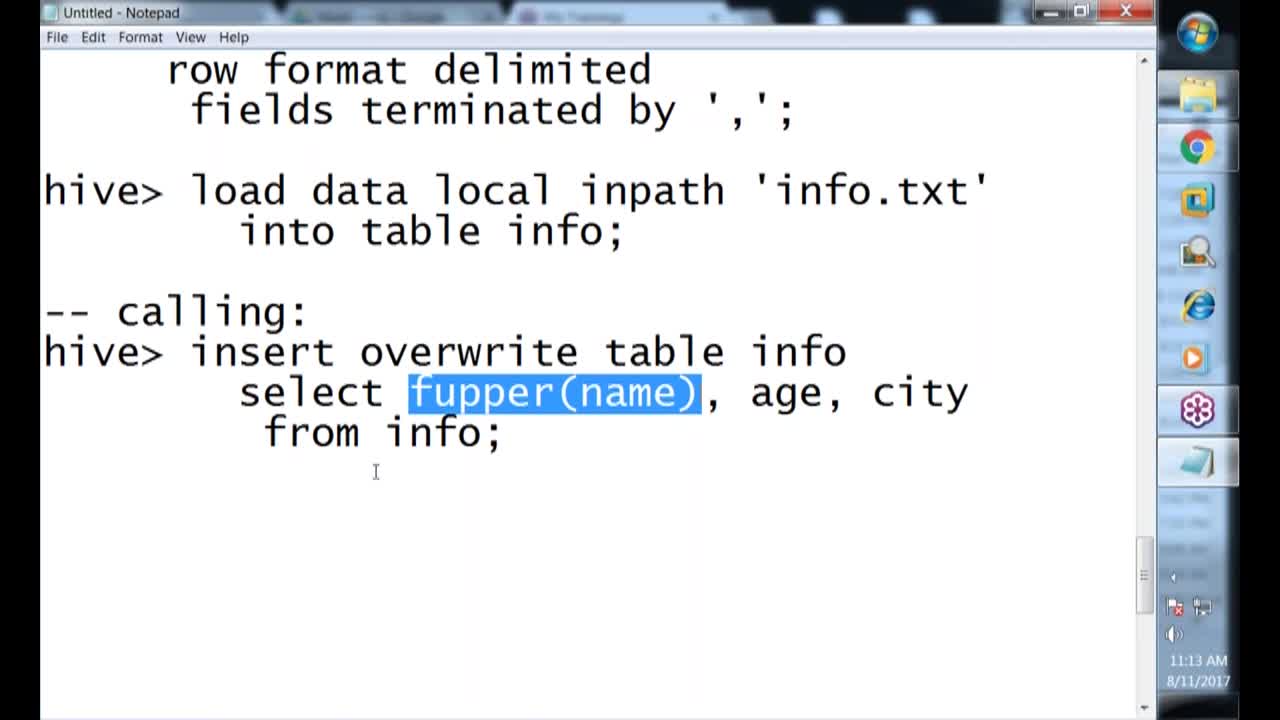 Untitled - Notepad
File Edit Format View Help
row format delimited
fields terminated by ',';
hive> load data local inpath 'info.txt'
into table info;
-- calling:
hive> insert overwrite table info
select fupper(name), age, city
from info;
11:13 AM
8/11/2017